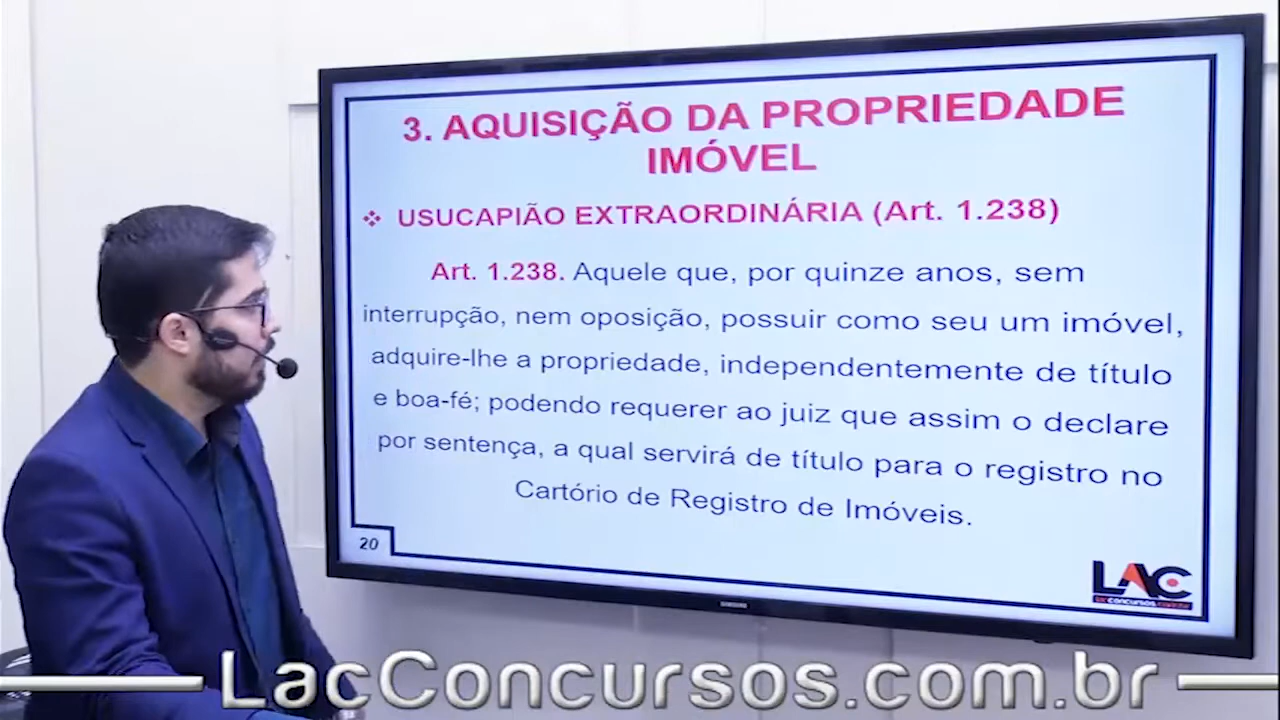 3. AQUISIÇÃO DA PROPRIEDADE
IMÓVEL
❖ USUCAPIÃO EXTRAORDINÁRIA (Art. 1.238)
Art. 1.238. Aquele que, por quinze anos, sem
interrupção, nem oposição, possuir como seu um imóvel,
adquire-lhe a propriedade, independentemente de título
e boa-fé; podendo requerer ao juiz que assim o declare
por sentença, a qual servirá de título para o registro no
Cartório de Registro de Imóveis.
20
LAC
SAMSUNG
LacConcursos.com.br